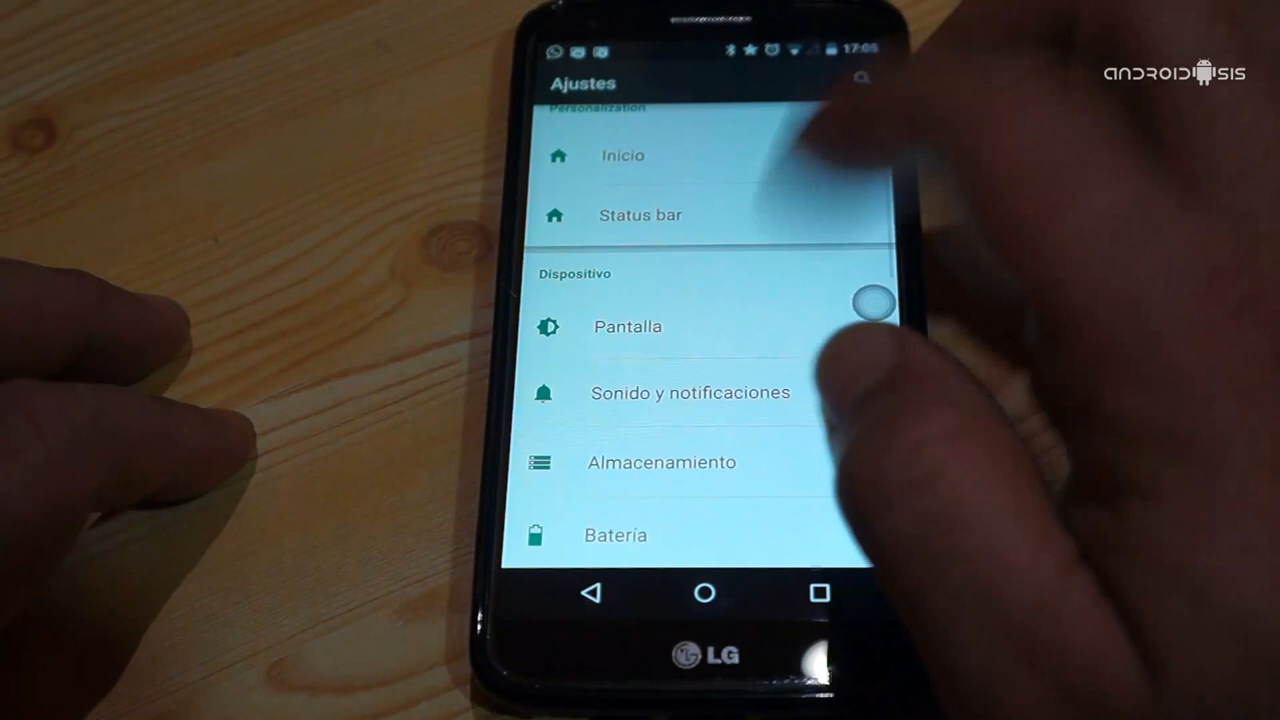 17:05
ANDROIDSIS
Ajustes
Personalization
Inicio
Status bar
Dispositivo
Pantalla
Sonido y notificaciones
Almacenamiento
Batería
LG